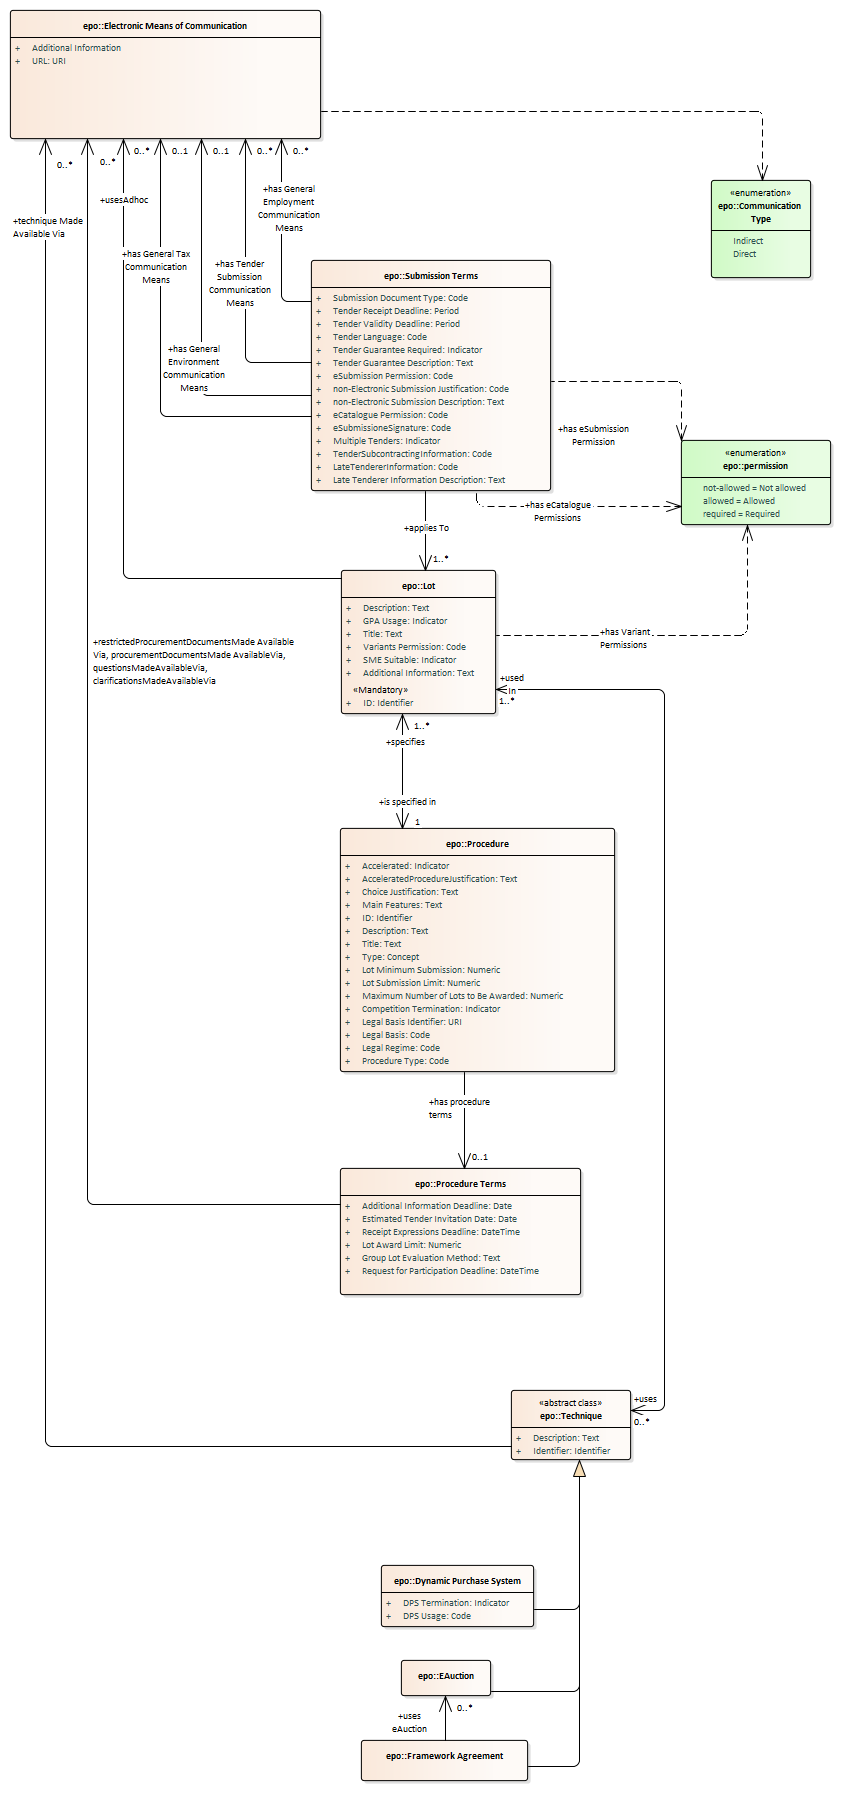 epo::Electronic Means of Communication
+ Additional Information
+ URL: URI
0..*
0..*
0..*
0..1
0..1
0..*
0..*
+technique Made
Available Via
+usesAdhoc
+has General Tax
Communication
Means
+has General
Environment
Communication
Means
+has Tender
Submission
Communication
Means
+has General
Employment
Communication
Means
«enumeration»
epo::Communication
Type
Indirect
Direct
epo::Submission Terms
+ Submission Document Type: Code
+ Tender Receipt Deadline: Period
+ Tender Validity Deadline: Period
+ Tender Language: Code
+ Tender Guarantee Required: Indicator
+ Tender Guarantee Description: Text
+ eSubmission Permission: Code
+ non-Electronic Submission Justification: Code
+ non-Electronic Submission Description: Text
+ eCatalogue Permission: Code
+ eSubmissioneSignature: Code
+ Multiple Tenders: Indicator
+ TenderSubcontractingInformation: Code
+ LateTendererInformation: Code
+ Late Tenderer Information Description: Text
+has eSubmission
Permission
«enumeration»
epo::permission
not-allowed = Not allowed
allowed = Allowed
required = Required
+has eCatalogue
Permissions
+applies To
1..*
epo::Lot
+ Description: Text
+ GPA Usage: Indicator
+ Title: Text
+ Variants Permission: Code
+ SME Suitable: Indicator
+ Additional Information: Text
«Mandatory»
+ ID: Identifier
+has Variant
Permissions
+used
In
1..*
+restrictedProcurementDocumentsMade Available
Via, procurementDocumentsMade AvailableVia,
questionsMadeAvailableVia,
clarificationsMadeAvailableVia
1..*
+specifies
+is specified in
1
epo::Procedure
+ Accelerated: Indicator
+ AcceleratedProcedureJustification: Text
+ Choice Justification: Text
+ Main Features: Text
+ ID: Identifier
+ Description: Text
+ Title: Text
+ Type: Concept
+ Lot Minimum Submission: Numeric
+ Lot Submission Limit: Numeric
+ Maximum Number of Lots to Be Awarded: Numeric
+ Competition Termination: Indicator
+ Legal Basis Identifier: URI
+ Legal Basis: Code
+ Legal Regime: Code
+ Procedure Type: Code
+has procedure
terms
0..1
epo::Procedure Terms
+ Additional Information Deadline: Date
+ Estimated Tender Invitation Date: Date
+ Receipt Expressions Deadline: DateTime
+ Lot Award Limit: Numeric
+ Group Lot Evaluation Method: Text
+ Request for Participation Deadline: DateTime
+uses
0..*
«abstract class»
epo::Technique
+ Description: Text
+ Identifier: Identifier
epo::Dynamic Purchase System
+ DPS Termination: Indicator
+ DPS Usage: Code
epo::EAuction
0..*
+uses
eAuction
epo::Framework Agreement